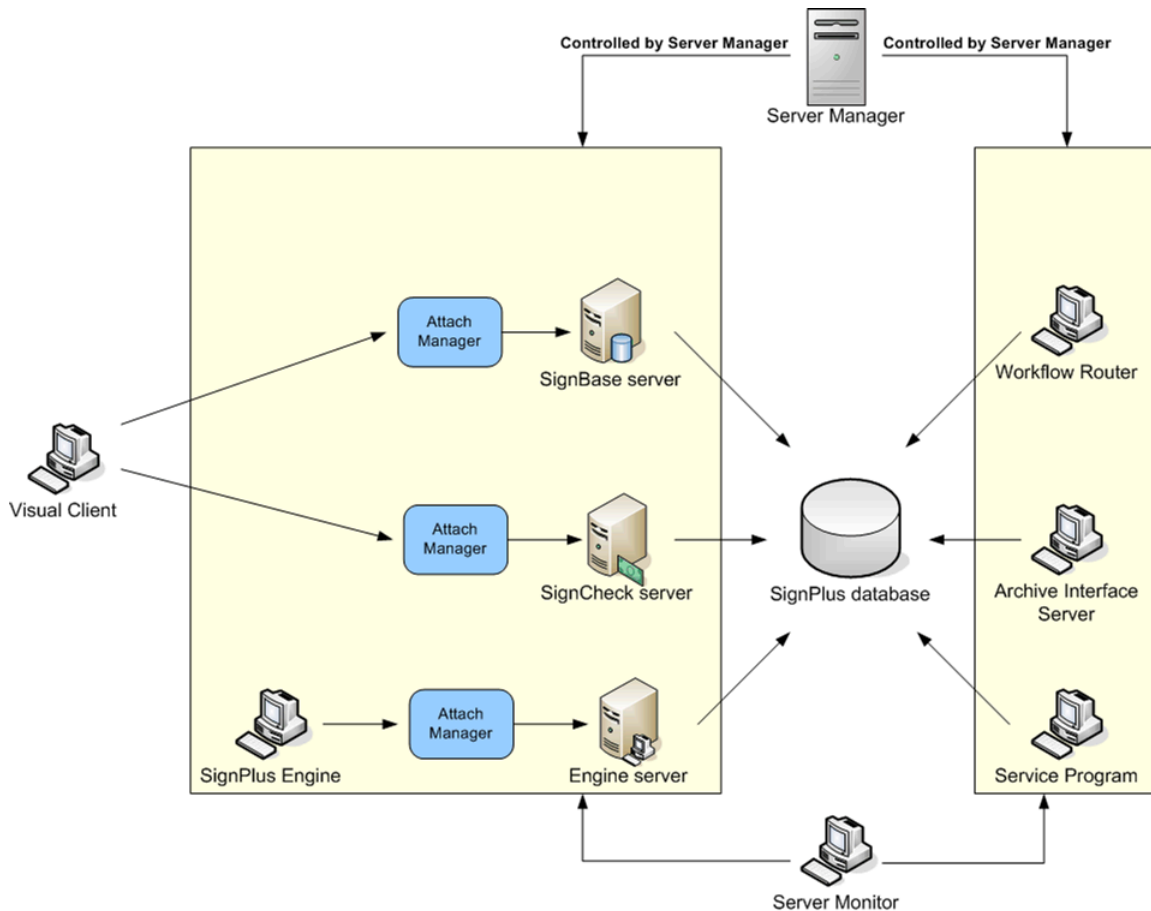 Controlled by Server Manager
Controlled by Server Manager
Server Manager
Attach
Manager
SignBase server
Workflow Router
Visual Client
Attach
Manager
SignCheck server
SignPlus database
Archive Interface
Server
SignPlus Engine
Attach
Manager
Engine server
Service Program
Server Monitor